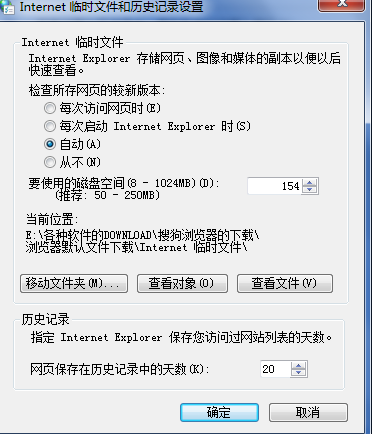 Internet 临时文件和历史记录设置
Internet 临时文件
Internet Explorer 存储网页、图像和媒体的副本以便以后
快速查看。
检查所存网页的较新版本:
每次访问网页时(E)
每次启动 Internet Explorer 时(S)
自动(A)
从不(N)
要使用的磁盘空间(8 - 1024MB)(D): 154
(推荐: 50 - 250MB)
当前位置:
E:\各种软件的DOWNLOAD\搜狗浏览器的下载\
浏览器默认文件下载\Internet 临时文件\
移动文件夹(M)... 查看对象(O) 查看文件(V)
历史记录
指定 Internet Explorer 保存您访问过网站列表的天数。
网页保存在历史记录中的天数(K): 20
确定 取消